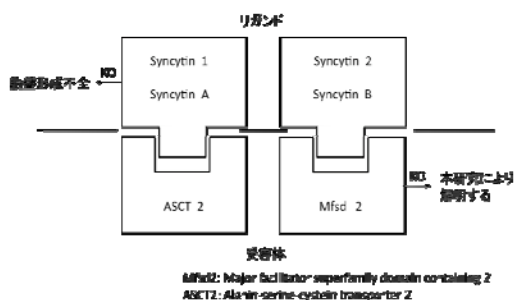 リガンド
Syncytin 1
Syncytin 2
KO
胎盤形成不全
Syncytin A
Syncytin B
KO
本研究により
解明する
ASCT 2
Mfsd 2
受容体
Mfsd2: Major facilitator superfamily domain containing 2
ASCT2: Alanin-serine-cystein transporter 2